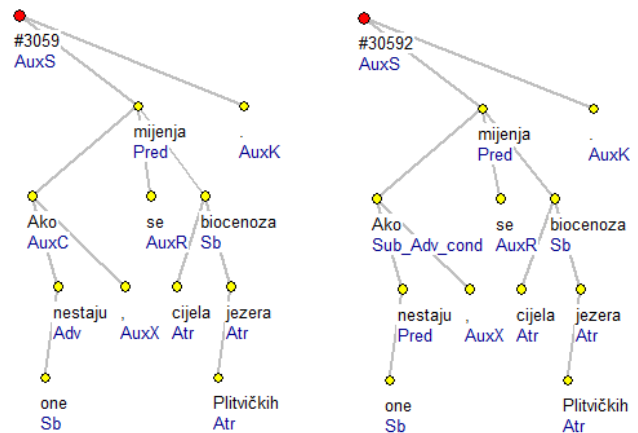 #3059
AuxS
mijenja
Pred
.
AuxK
Ako
AuxC
se
AuxR
biocenoza
Sb
nestaju
Adv
,
AuxX
cijela
Atr
jezera
Atr
one
Sb
Plitvičkih
Atr
#30592
AuxS
mijenja
Pred
.
AuxK
Ako
Sub_Adv_cond
se
AuxR
biocenoza
Sb
nestaju
Pred
,
AuxX
cijela
Atr
jezera
Atr
one
Sb
Plitvičkih
Atr